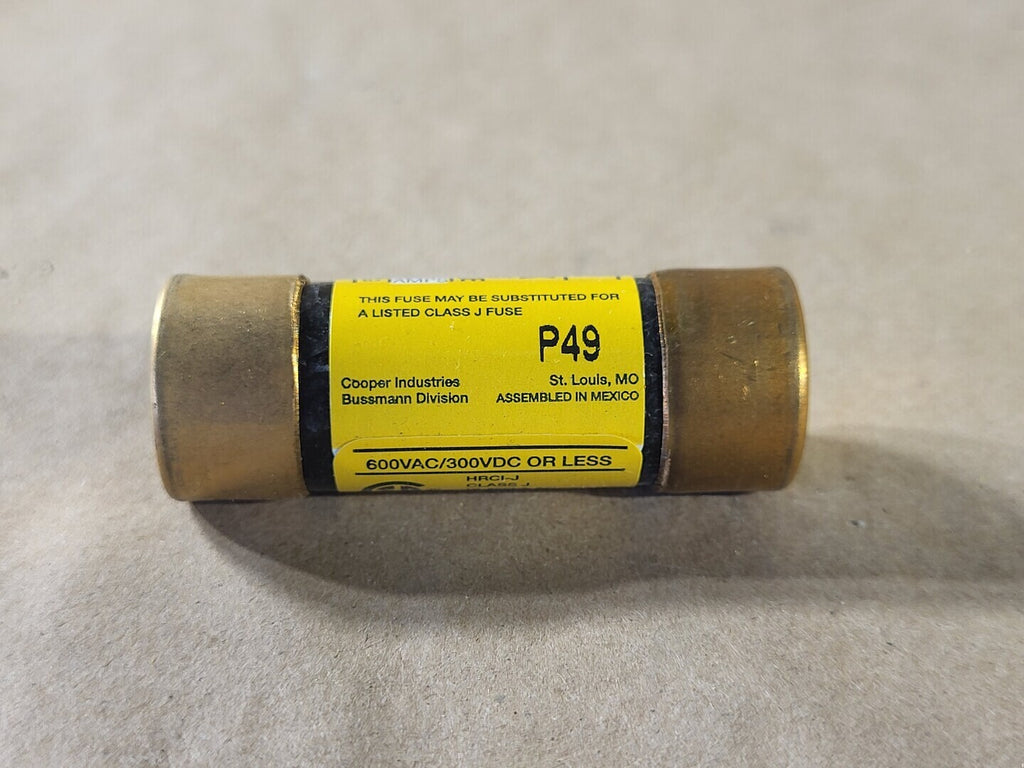 AMPS
THIS FUSE MAY BE SUBSTITUTED FOR
A LISTED CLASS J FUSE
P49
Cooper Industries
Bussmann Division
St. Louis, MO
ASSEMBLED IN MEXICO
600VAC/300VDC OR LESS
HRCI-J
CLASS J